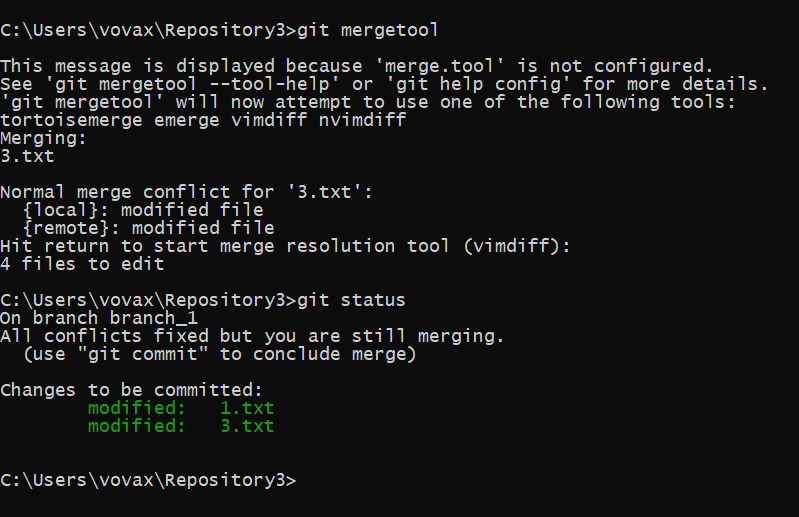 C:\Users\vovax\Repository3>git mergetool
This message is displayed because 'merge.tool' is not configured.
See 'git mergetool --tool-help' or 'git help config' for more details.
'git mergetool' will now attempt to use one of the following tools:
tortoisemerge emerge vimdiff nvimdiff
Merging:
3.txt
Normal merge conflict for '3.txt':
  {local}: modified file
  {remote}: modified file
Hit return to start merge resolution tool (vimdiff):
4 files to edit
C:\Users\vovax\Repository3>git status
On branch branch_1
All conflicts fixed but you are still merging.
  (use "git commit" to conclude merge)
Changes to be committed:
        modified:   1.txt
        modified:   3.txt
C:\Users\vovax\Repository3>